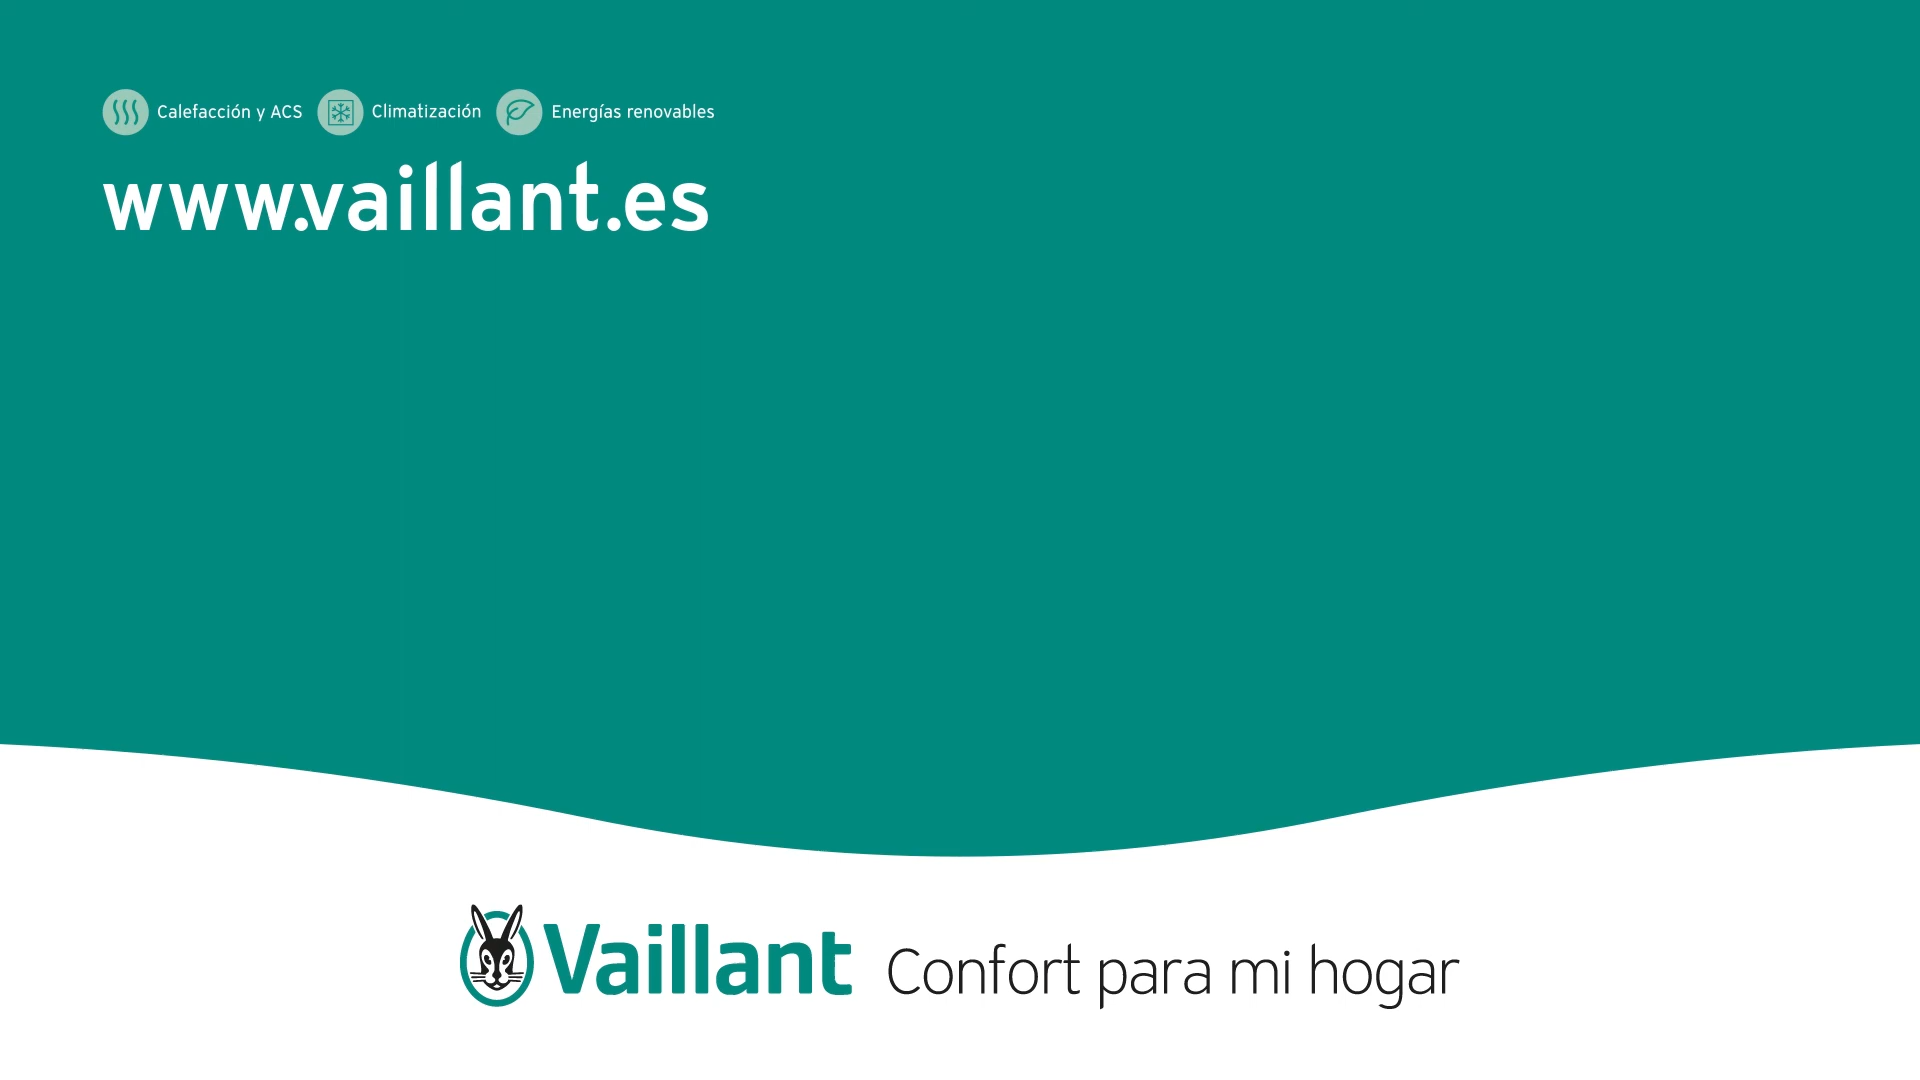 Calefacción y ACS Climatización Energías renovables
www.vaillant.es
Vaillant Confort para mi hogar